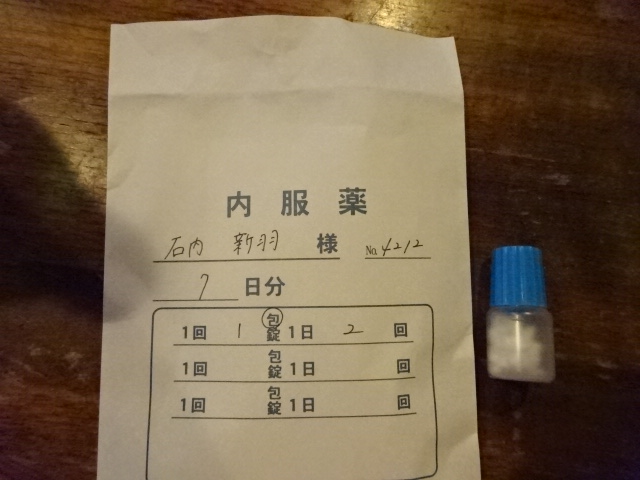 内服薬
石内 新羽 様 No.4212
7 日分
1回 1 包錠 1日 2 回
1回 包錠 1日 回
1回 包錠 1日 回